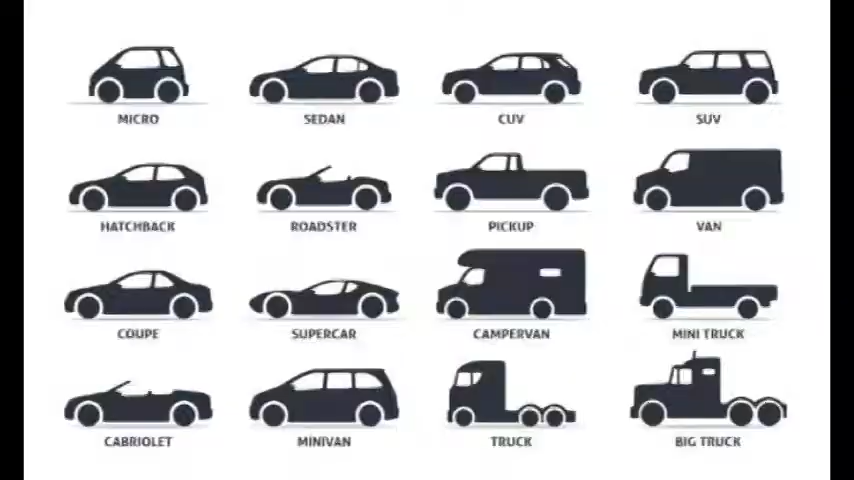 MICRO
SEDAN
CUV
SUV
HATCHBACK
ROADSTER
PICKUP
VAN
COUPE
SUPERCAR
CAMPERVAN
MINI TRUCK
CABRIOLET
MINIVAN
TRUCK
BIG TRUCK